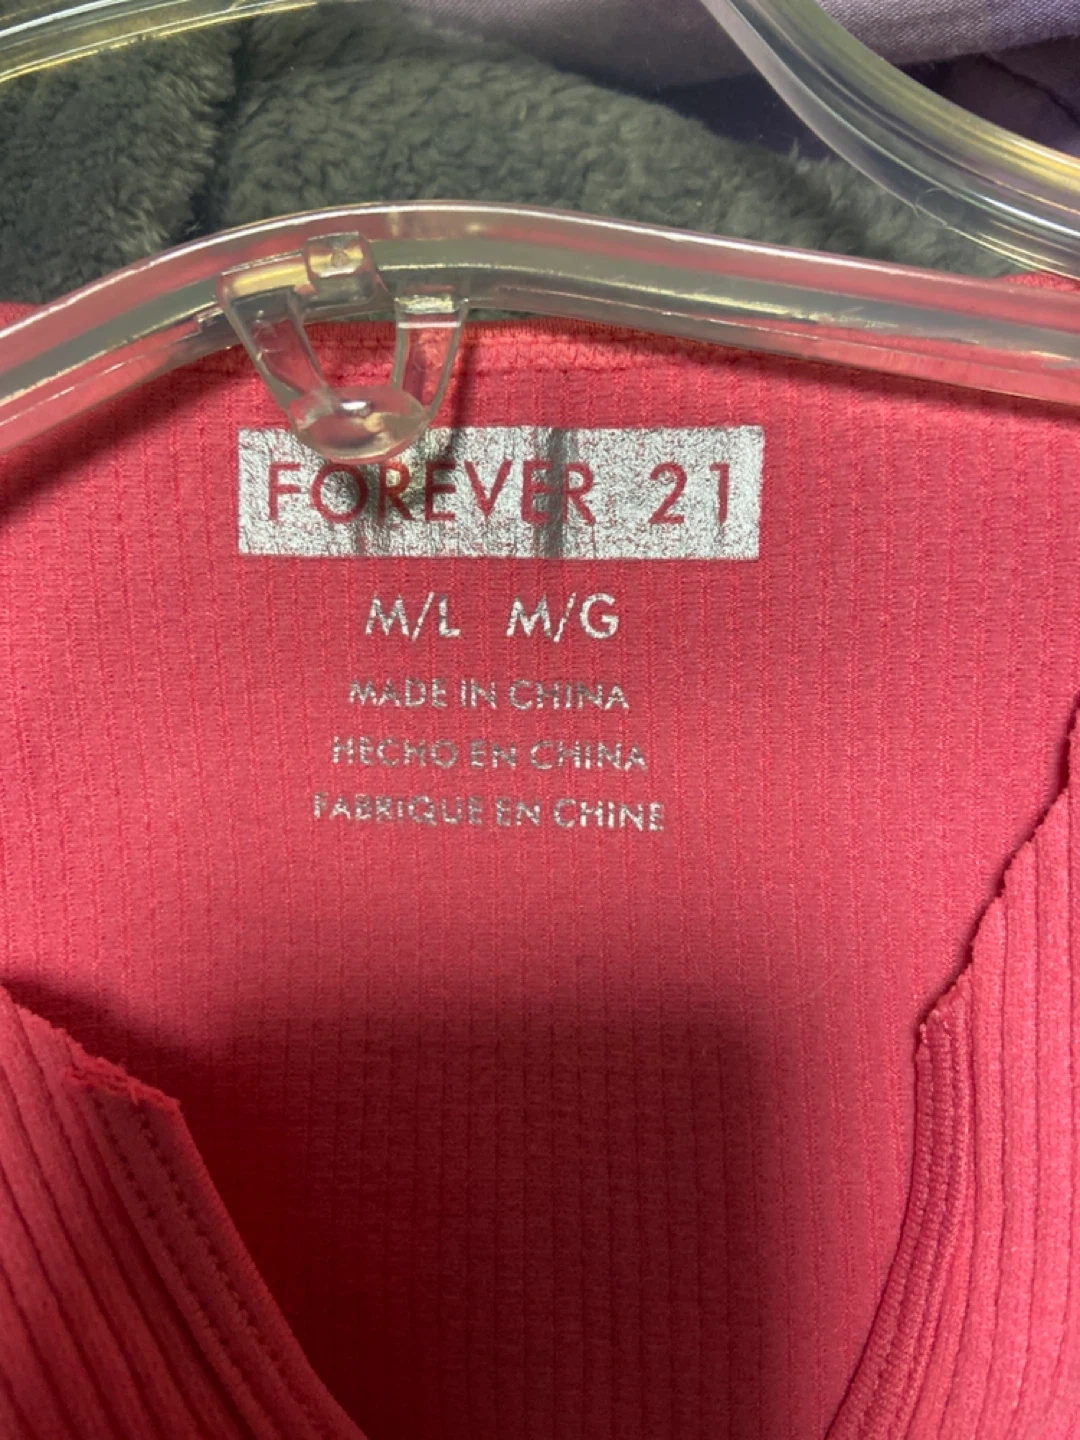 FOREVER 21
M/L M/G
MADE IN CHINA
HECHO EN CHINA
FABRIQUE EN CHINE